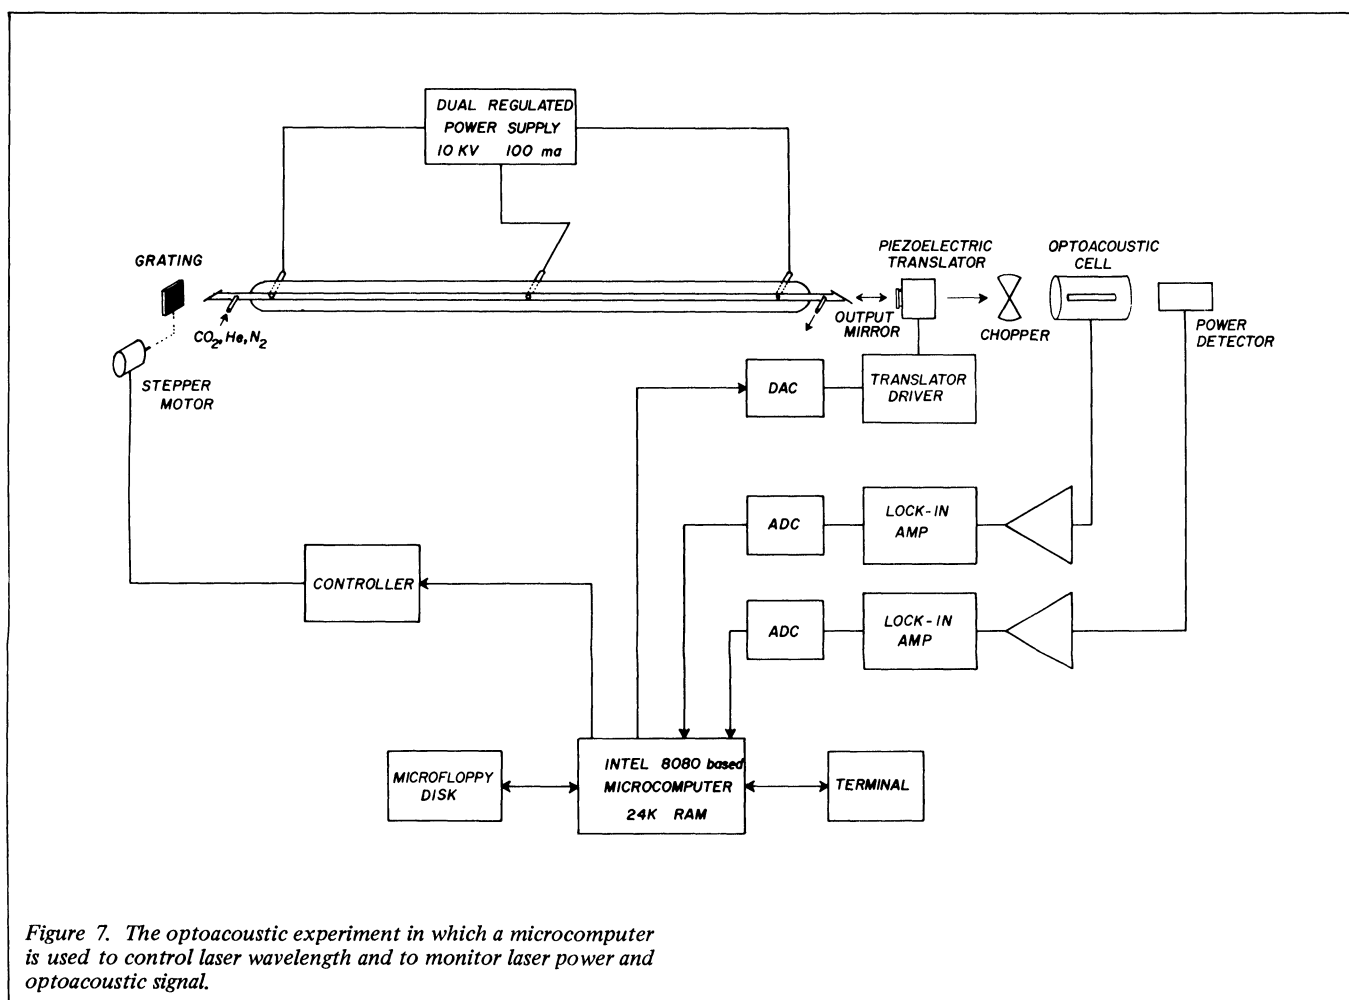 DUAL REGULATED
POWER SUPPLY
10 KV 100 ma
GRATING
PIEZOELECTRIC
TRANSLATOR
OPTOACOUSTIC
CELL
CO2, He, N2
OUTPUT
MIRROR
CHOPPER
POWER
DETECTOR
STEPPER
MOTOR
DAC
TRANSLATOR
DRIVER
ADC
LOCK-IN
AMP
CONTROLLER
ADC
LOCK-IN
AMP
MICROFLOPPY
DISK
INTEL 8080 based
MICROCOMPUTER
24K RAM
TERMINAL
Figure 7. The optoacoustic experiment in which a microcomputer
is used to control laser wavelength and to monitor laser power and
optoacoustic signal.